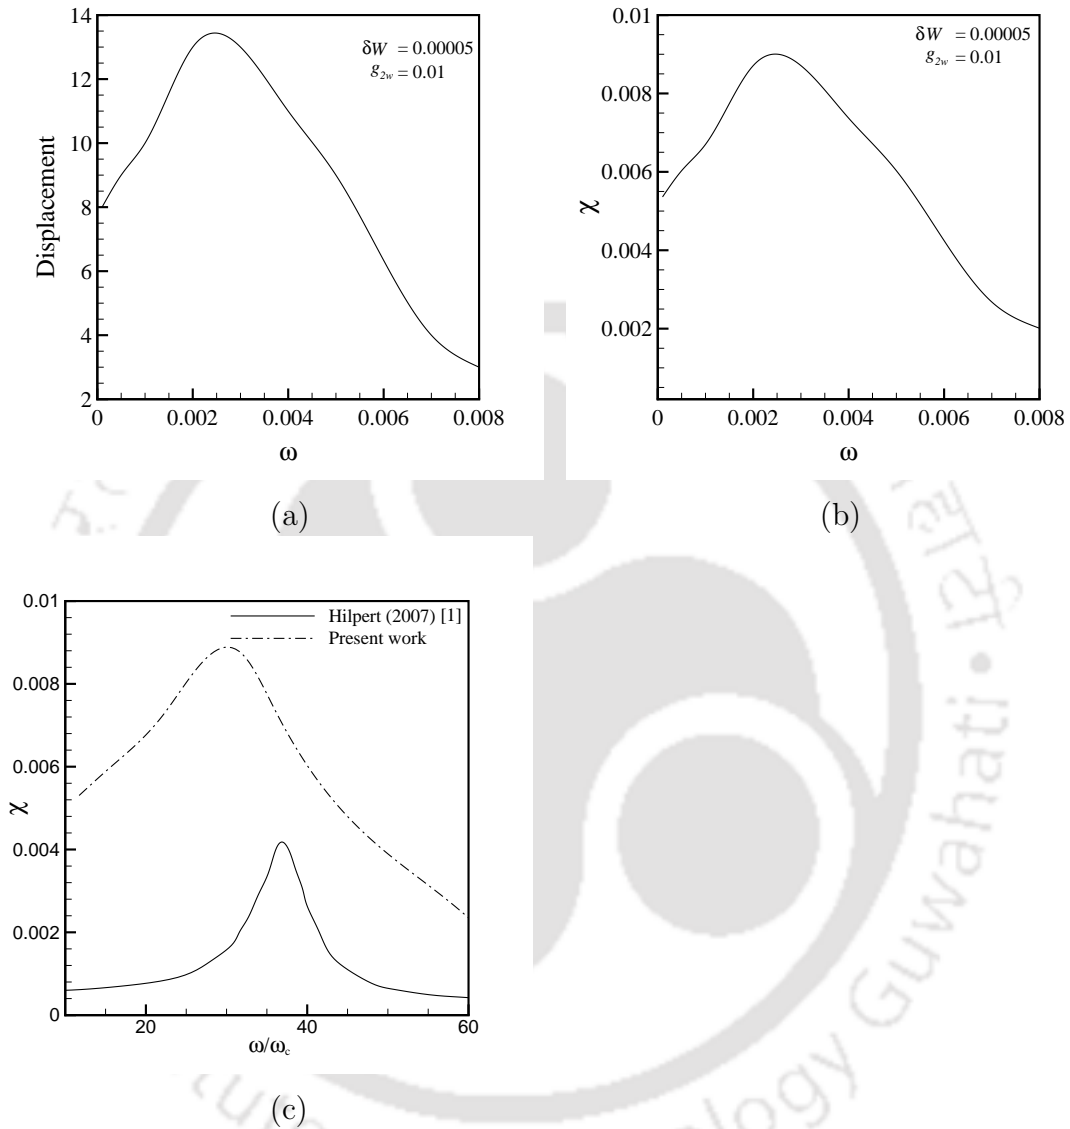 14
12
10
8
6
4
2
Displacement
δW = 0.00005
g2w = 0.01
0 0.002 0.004 0.006 0.008
ω
(a)
0.01
0.008
0.006
0.004
0.002
χ
δW = 0.00005
g2w = 0.01
0 0.002 0.004 0.006 0.008
ω
(b)
0.01
0.008
0.006
0.004
0.002
0
χ
Hilpert (2007) [1]
Present work
20 40 60
ω/ωc
(c)
ogy Guwahati